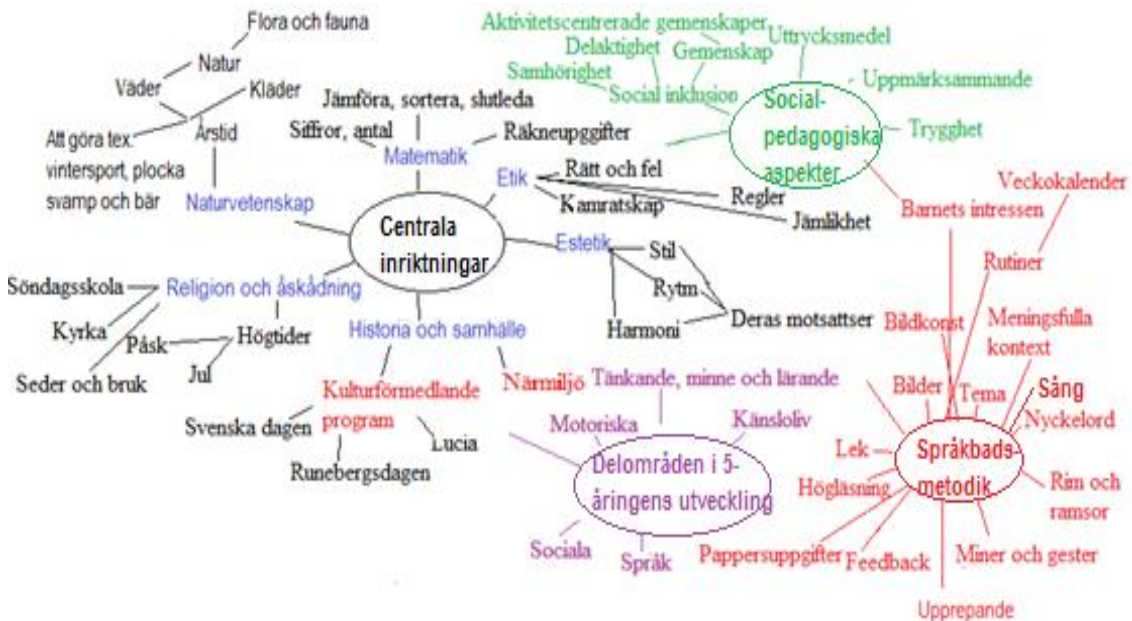 Flora och fauna
Natur
Väder
Kläder
Årstid
Att göra tex.
vintersport, plocka
svamp och bär
Naturvetenskap
Jämföra, sortera, slutleda
Siffror, antal
Räkneupggifter
Matematik
Etik
Rätt och fel
Kamratskap
Regler
Jämlikhet
Centrala
inriktningar
Estetik
Stil
Rytm
Harmoni
Deras motsattser
Söndagsskola
Religion och åskådning
Kyrka
Påsk
Högtider
Jul
Seder och bruk
Historia och samhälle
Kulturförmedlande
program
Närmiljö
Svenska dagen
Lucia
Runebergsdagen
Aktivitetscentrerade gemenskaper
Delaktighet
Gemenskap
Samhörighet
Social inklusion
Uttrycksmedel
Uppmärksammande
Trygghet
Social-
pedagogiska
aspekter
Veckokalender
Barnets intressen
Rutiner
Bildkonst
Meningsfulla
kontext
Bilder
Tema
Sång
Nyckelord
Lek
Språkbads-
metodik
Högläsning
Rim och
ramsor
Pappersuppgifter
Feedback
Miner och gester
Upprepande
Tänkande, minne och lärande
Motoriska
Känsloliv
Delområden i 5-
åringens utveckling
Sociala
Språk